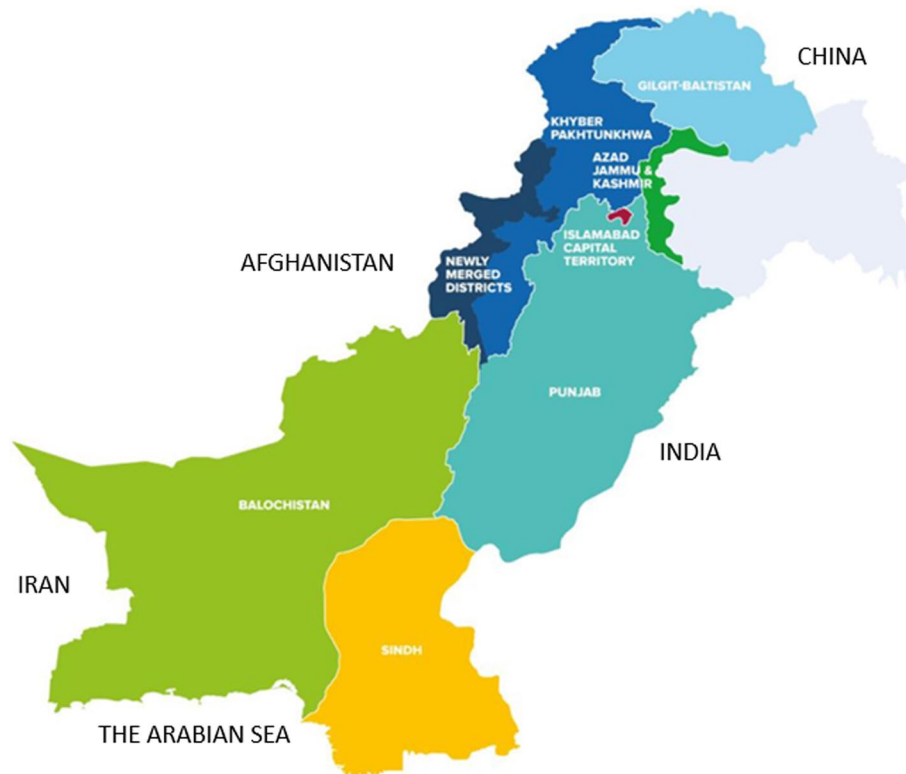 CHINA
GILGIT-BALTISTAN
KHYBER
PAKHTUNKHWA
AZAD
JAMMU &
KASHMIR
ISLAMABAD
CAPITAL
TERRITORY
AFGHANISTAN
NEWLY
MERGED
DISTRICTS
PUNJAB
INDIA
BALOCHISTAN
IRAN
SINDH
THE ARABIAN SEA